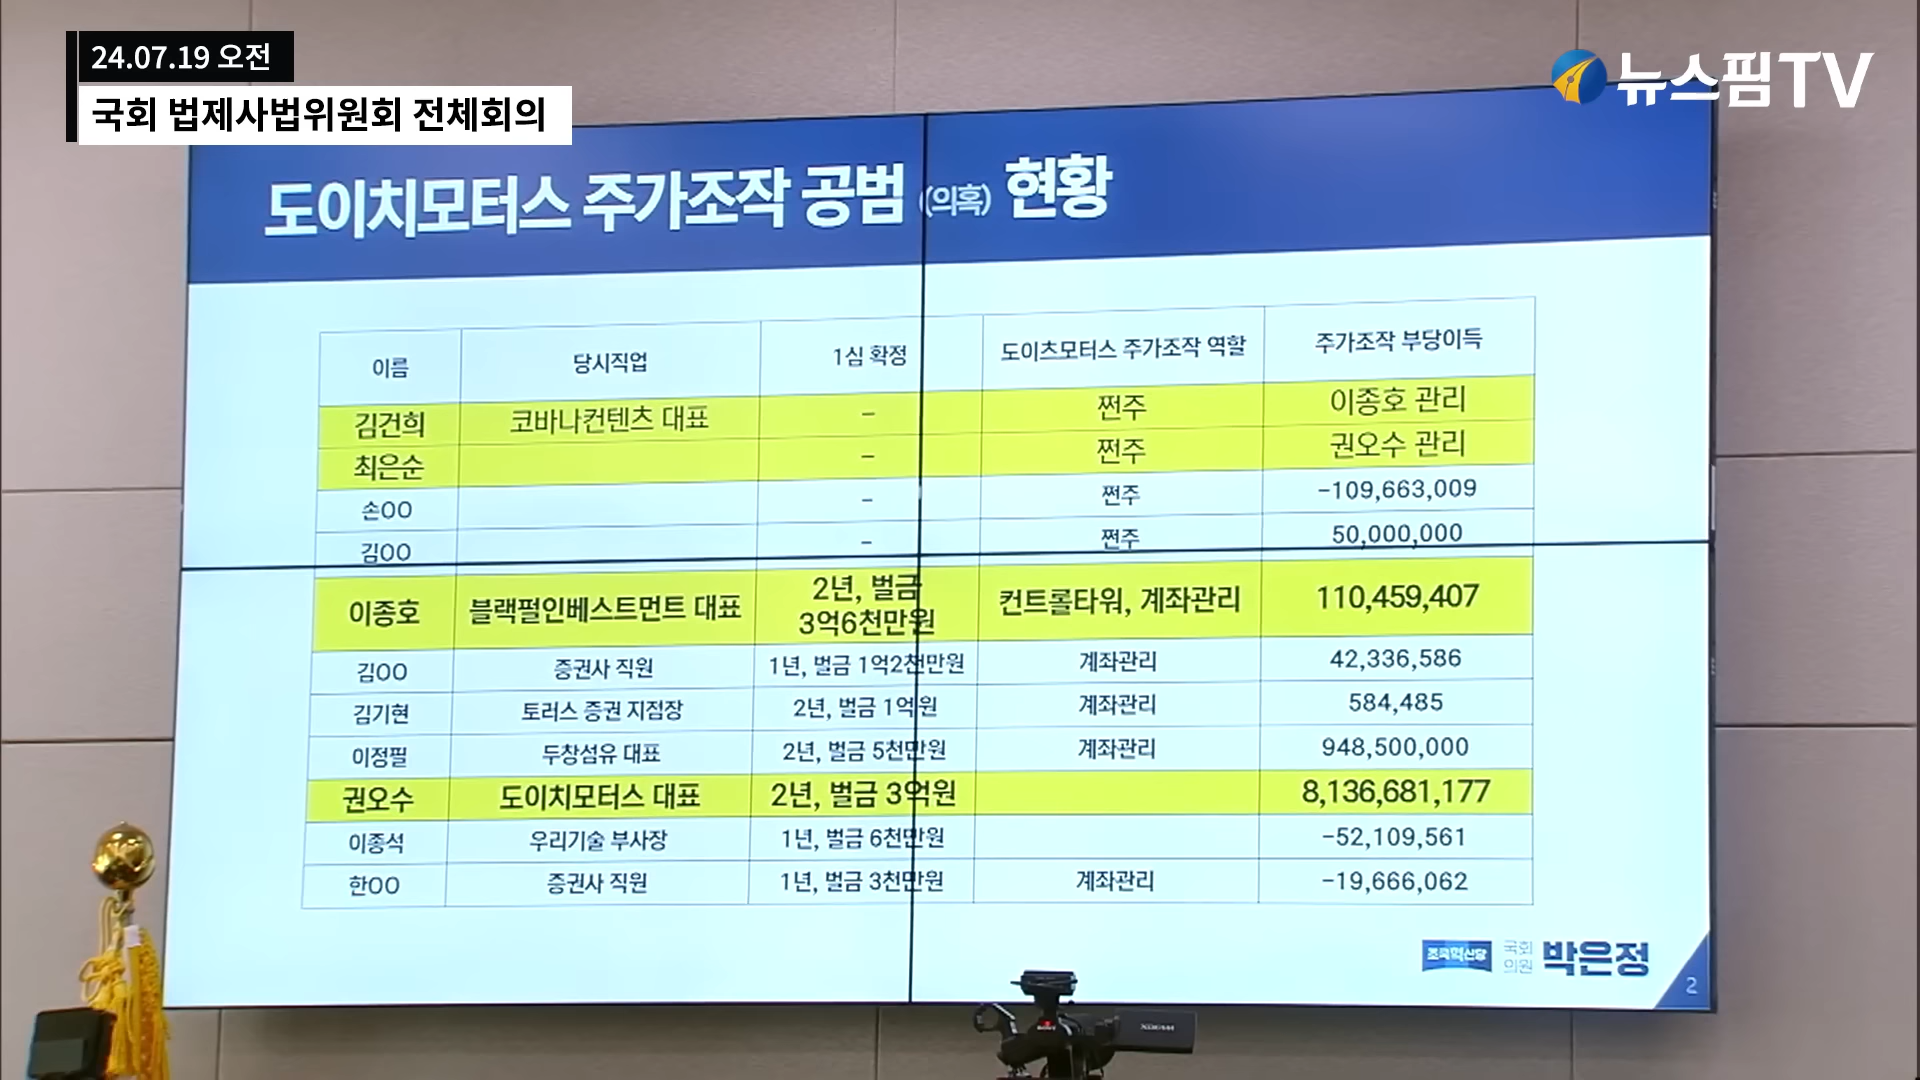 24.07.19 오전
국회 법제사법위원회 전체회의
뉴스핌TV
도이치모터스 주가조작 공범 (의혹) 현황
이름 당시직업 1심 확정 도이츠모터스 주가조작 역할 주가조작 부당이득
김건희 코바나컨텐츠 대표 - 쩐주 이종호 관리
최은순 - 쩐주 권오수 관리
손OO - 쩐주 -109,663,009
김OO - 쩐주 50,000,000
이종호 블랙펄인베스트먼트 대표 2년, 벌금 3억6천만원 컨트롤타워, 계좌관리 110,459,407
김OO 증권사 직원 1년, 벌금 1억2천만원 계좌관리 42,336,586
김기현 토러스 증권 지점장 2년, 벌금 1억원 계좌관리 584,485
이정필 두창섬유 대표 2년, 벌금 5천만원 계좌관리 948,500,000
권오수 도이치모터스 대표 2년, 벌금 3억원 8,136,681,177
이종석 우리기술 부사장 1년, 벌금 6천만원 -52,109,561
한OO 증권사 직원 1년, 벌금 3천만원 계좌관리 -19,666,062
조국혁신당 국회의원 박은정
2
SONY